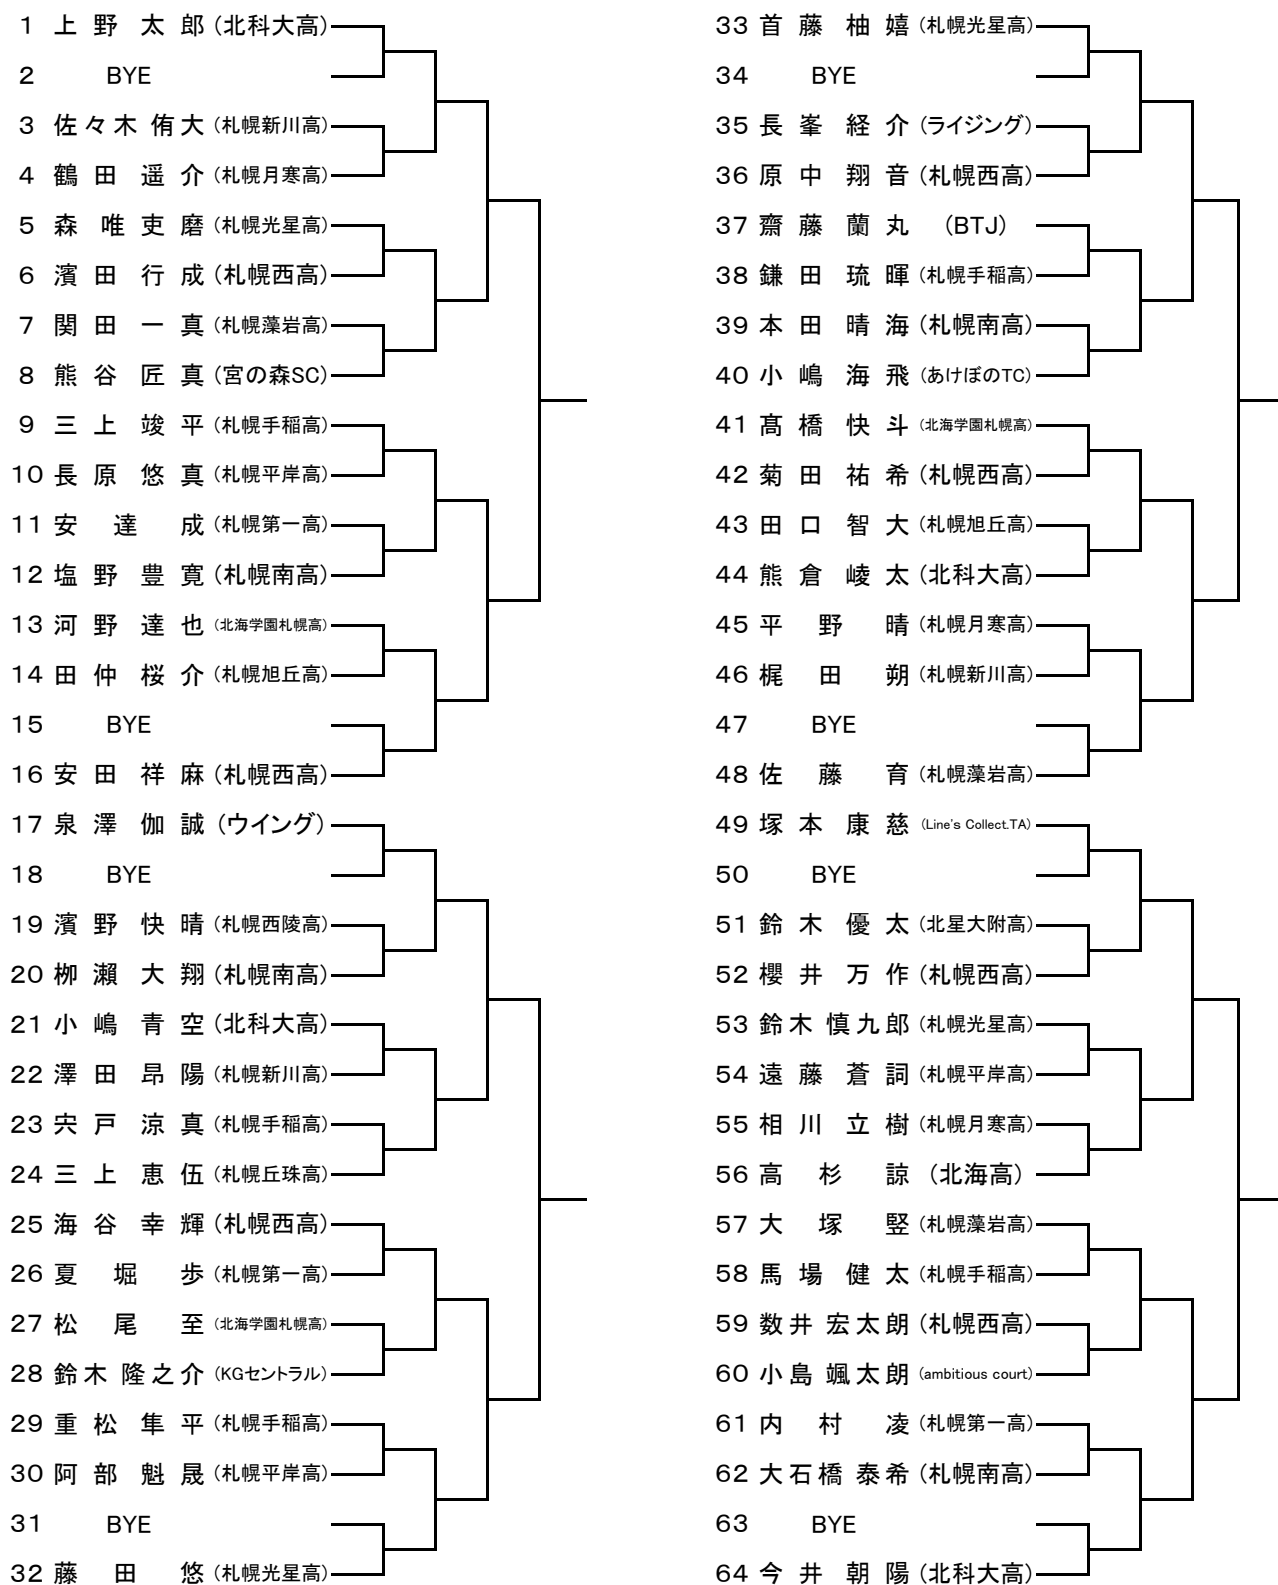 1 上野太郎 (北科大高)
2 BYE
3 佐々木侑大 (札幌新川高)
4 鶴田遥介 (札幌月寒高)
5 森唯吏磨 (札幌光星高)
6 濱田行成 (札幌西高)
7 関田一真 (札幌藻岩高)
8 熊谷匠真 (宮の森SC)
9 三上竣平 (札幌手稲高)
10 長原悠真 (札幌平岸高)
11 安達成 (札幌第一高)
12 塩野豊寛 (札幌南高)
13 河野達也 (北海学園札幌高)
14 田仲桜介 (札幌旭丘高)
15 BYE
16 安田祥麻 (札幌西高)
17 泉澤伽誠 (ウイング)
18 BYE
19 濱野快晴 (札幌西陵高)
20 栁瀨大翔 (札幌南高)
21 小嶋青空 (北科大高)
22 澤田昂陽 (札幌新川高)
23 宍戸涼真 (札幌手稲高)
24 三上恵伍 (札幌丘珠高)
25 海谷幸輝 (札幌西高)
26 夏堀歩 (札幌第一高)
27 松尾至 (北海学園札幌高)
28 鈴木隆之介 (KGセントラル)
29 重松隼平 (札幌手稲高)
30 阿部魁晟 (札幌平岸高)
31 BYE
32 藤田悠 (札幌光星高)
33 首藤柚嬉 (札幌光星高)
34 BYE
35 長峯経介 (ライジング)
36 原中翔音 (札幌西高)
37 齋藤蘭丸 (BTJ)
38 鎌田琉暉 (札幌手稲高)
39 本田晴海 (札幌南高)
40 小嶋海飛 (あけぼのTC)
41 髙橋快斗 (北海学園札幌高)
42 菊田祐希 (札幌西高)
43 田口智大 (札幌旭丘高)
44 熊倉崚太 (北科大高)
45 平野晴 (札幌月寒高)
46 梶田朔 (札幌新川高)
47 BYE
48 佐藤育 (札幌藻岩高)
49 塚本康慈 (Line's Collect.TA)
50 BYE
51 鈴木優太 (北星大附高)
52 櫻井万作 (札幌西高)
53 鈴木慎九郎 (札幌光星高)
54 遠藤蒼詞 (札幌平岸高)
55 相川立樹 (札幌月寒高)
56 高杉諒 (北海高)
57 大塚竪 (札幌藻岩高)
58 馬場健太 (札幌手稲高)
59 数井宏太朗 (札幌西高)
60 小島颯太朗 (ambitious court)
61 内村凌 (札幌第一高)
62 大石橋泰希 (札幌南高)
63 BYE
64 今井朝陽 (北科大高)